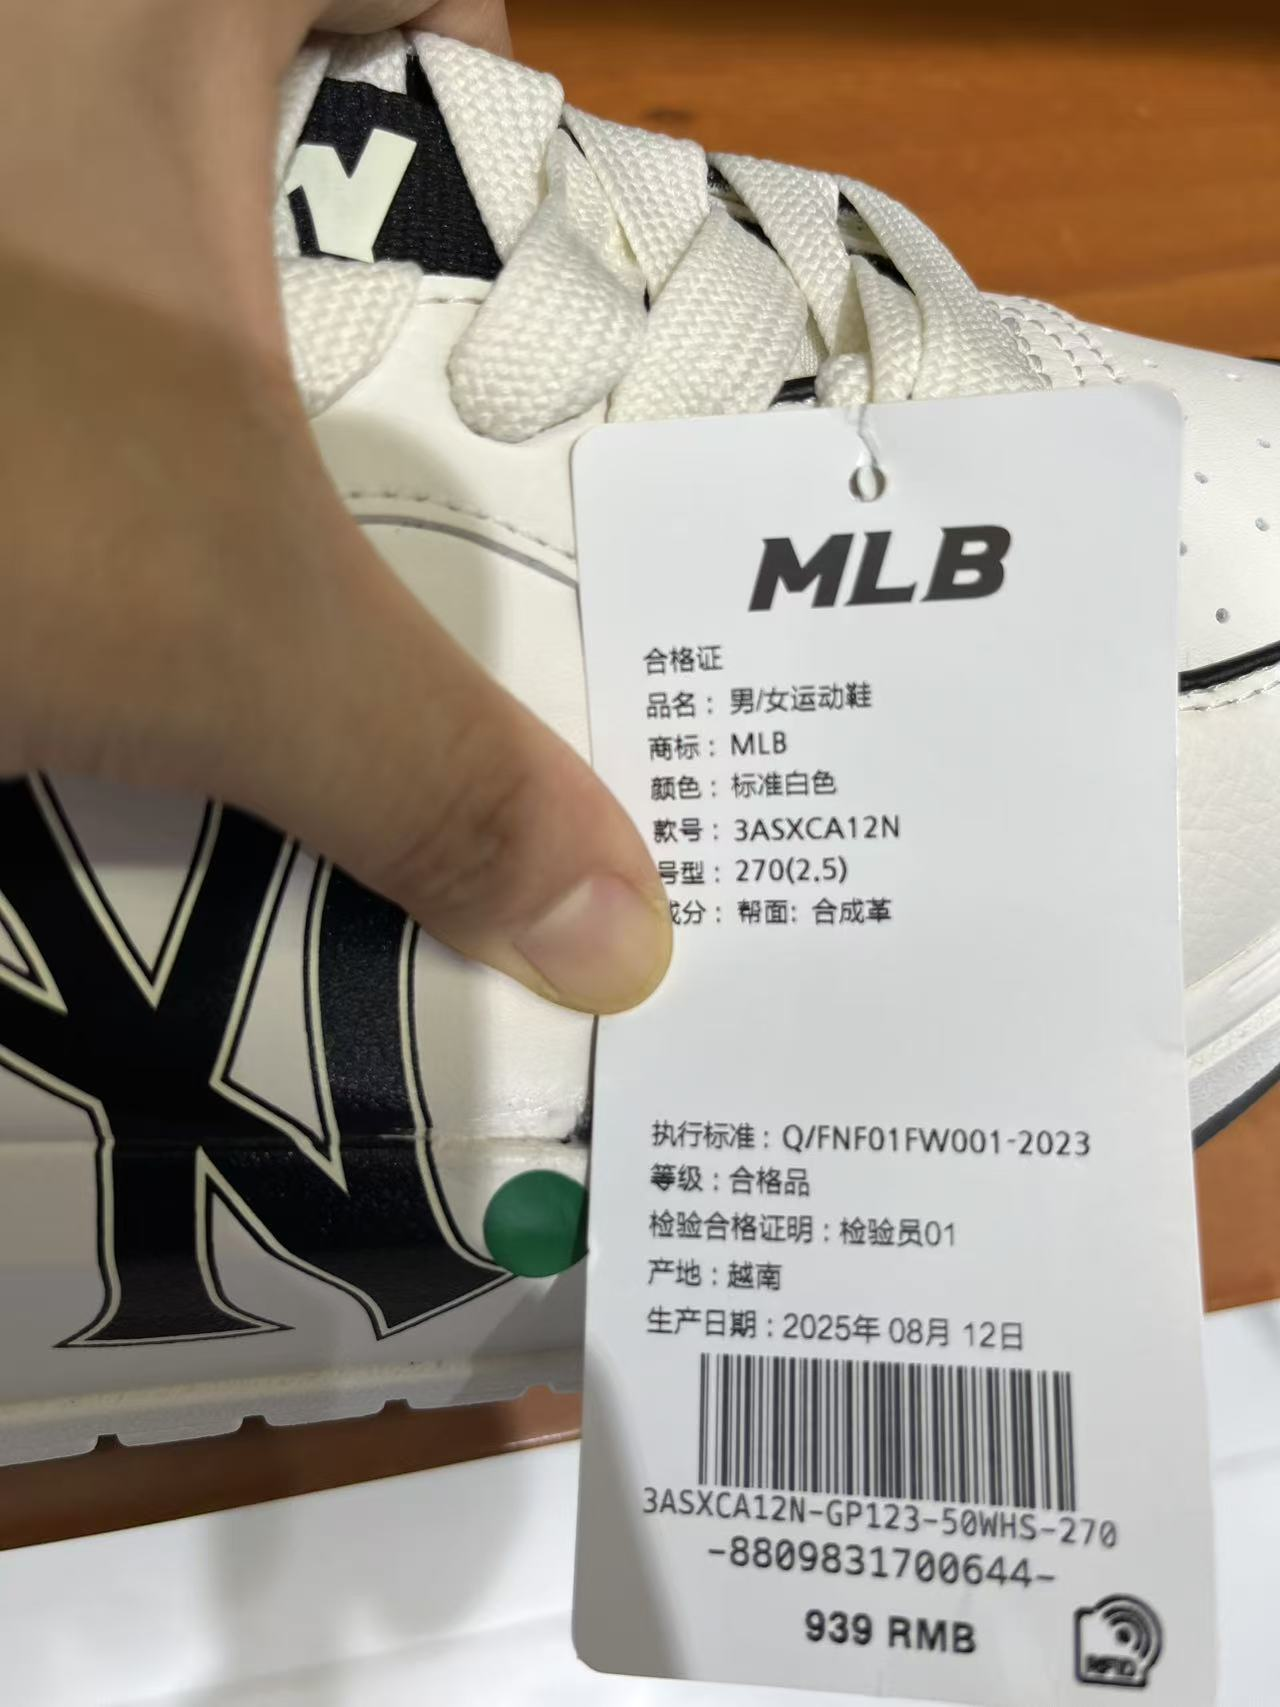 MLB
合格证
品名：男/女运动鞋
商标：MLB
颜色：标准白色
款号：3ASXCA12N
号型：270(2.5)
成分：帮面: 合成革
执行标准：Q/FNF01FW001-2023
等级：合格品
检验合格证明：检验员01
产地：越南
生产日期：2025年 08月 12日
3ASXCA12N-GP123-50WHS-270
-8809831700644-
939 RMB
RFID
NY